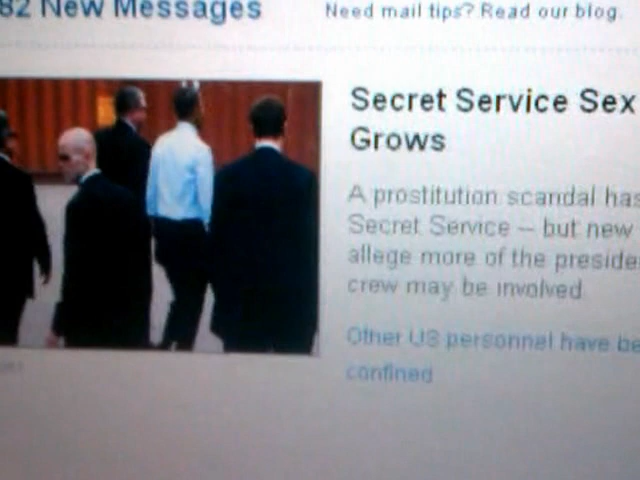 82 New Messages
Need mail tips? Read our blog.
Secret Service Sex
Grows
A prostitution scandal has
Secret Service – but new
allege more of the preside
crew may be involved
Other US personnel have be
confined